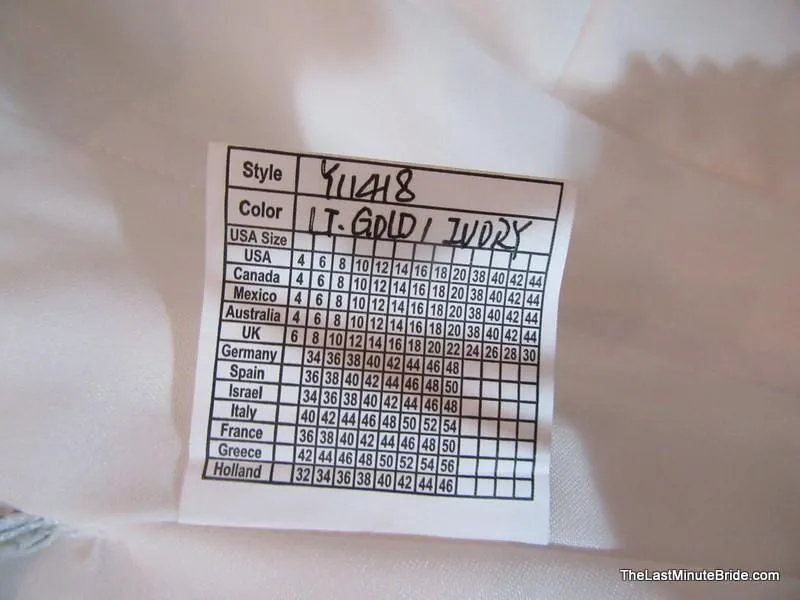 Style Y11418
Color LT. GOLD / IVORY
USA Size
USA 4 6 8 10 12 14 16 18 20 38 40 42 44
Canada 4 6 8 10 12 14 16 18 20 38 40 42 44
Mexico 4 6 8 10 12 14 16 18 20 38 40 42 44
Australia 4 6 8 10 12 14 16 18 20 38 40 42 44
UK 6 8 10 12 14 16 18 20 22 24 26 28 30
Germany 34 36 38 40 42 44 46 48
Spain 36 38 40 42 44 46 48 50
Israel 34 36 38 40 42 44 46 48
Italy 40 42 44 46 48 50 52 54
France 36 38 40 42 44 46 48 50
Greece 42 44 46 48 50 52 54 56
Holland 32 34 36 38 40 42 44 46
TheLastMinuteBride.com